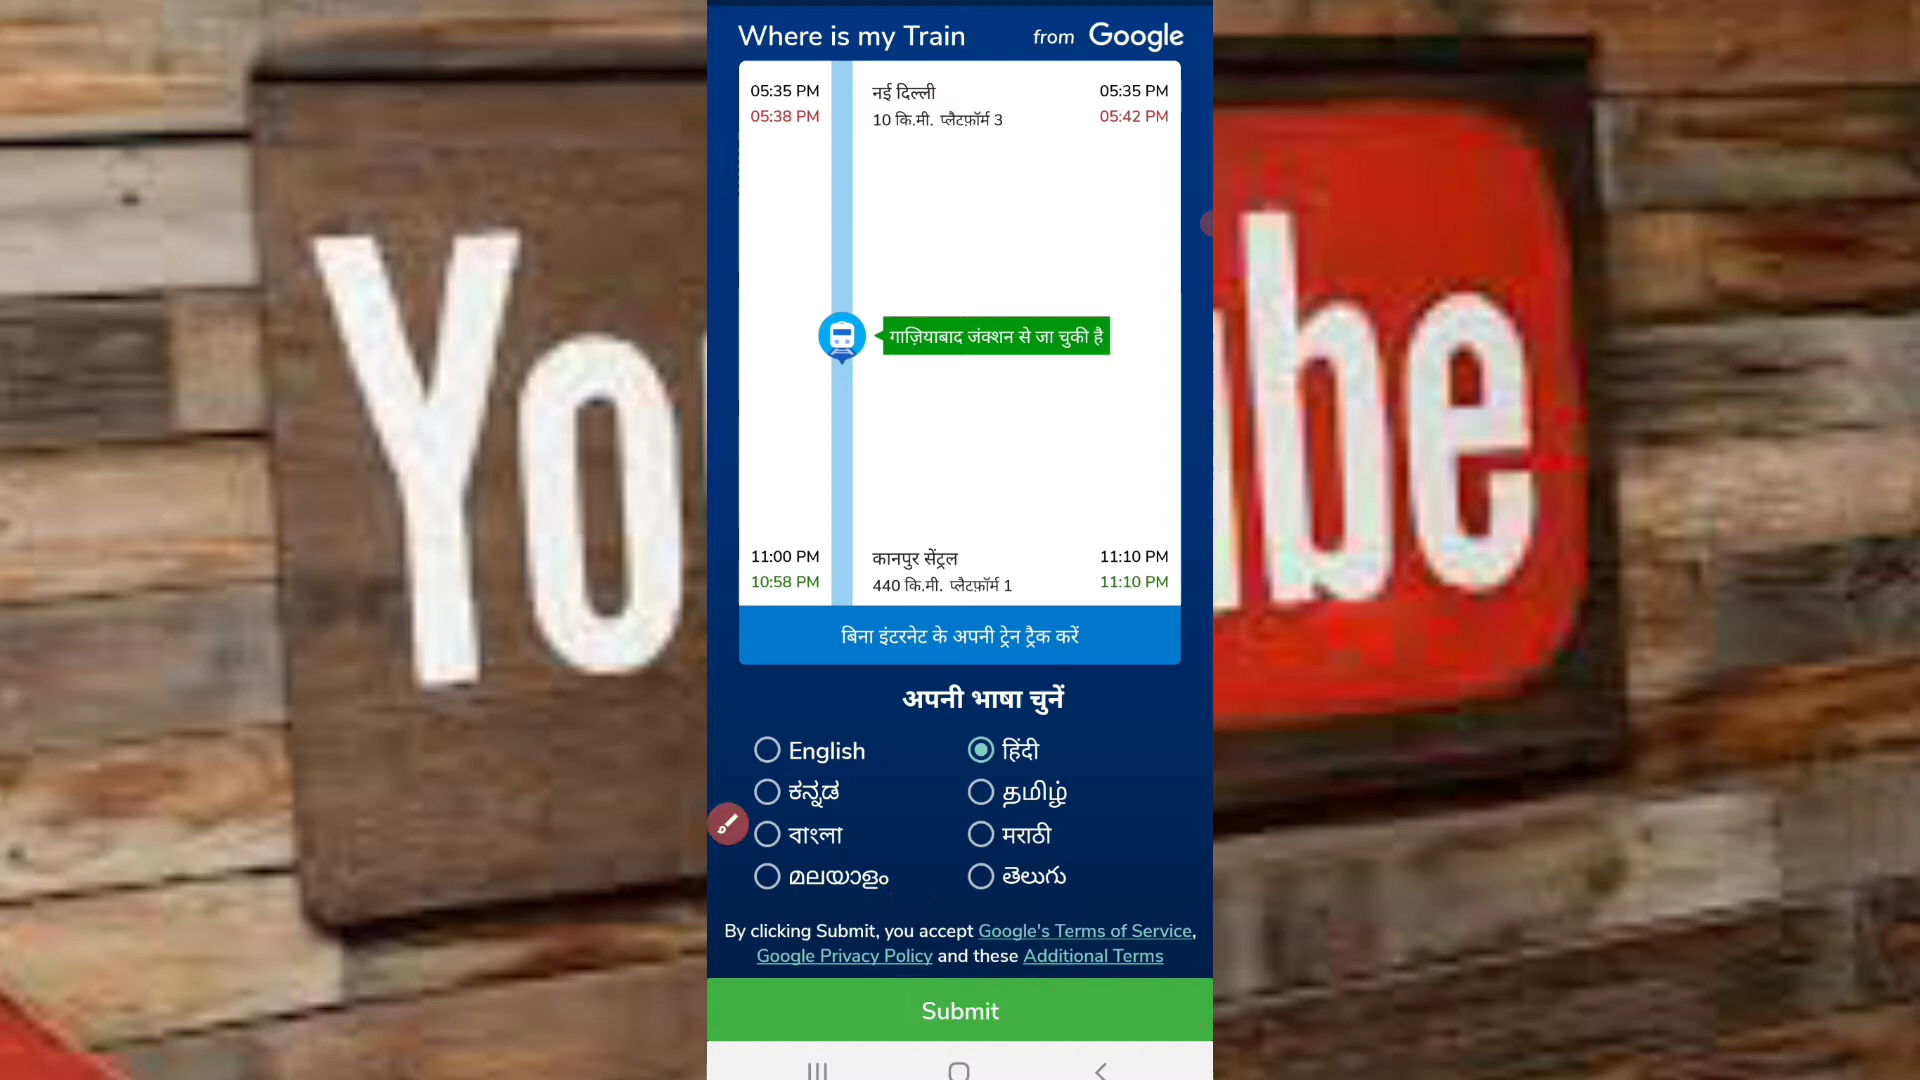 Where is my Train from Google
05:35 PM नई दिल्ली 05:35 PM
05:38 PM 10 कि.मी. प्लैटफ़ॉर्म 3 05:42 PM
गाज़ियाबाद जंक्शन से जा चुकी है
11:00 PM कानपुर सेंट्रल 11:10 PM
10:58 PM 440 कि.मी. प्लैटफ़ॉर्म 1 11:10 PM
बिना इंटरनेट के अपनी ट्रेन ट्रैक करें
अपनी भाषा चुनें
English हिंदी
ಕನ್ನಡ தமிழ்
বাংলা मराठी
മലയാളം తెలుగు
By clicking Submit, you accept Google's Terms of Service,
Google Privacy Policy and these Additional Terms
Submit
Yo be